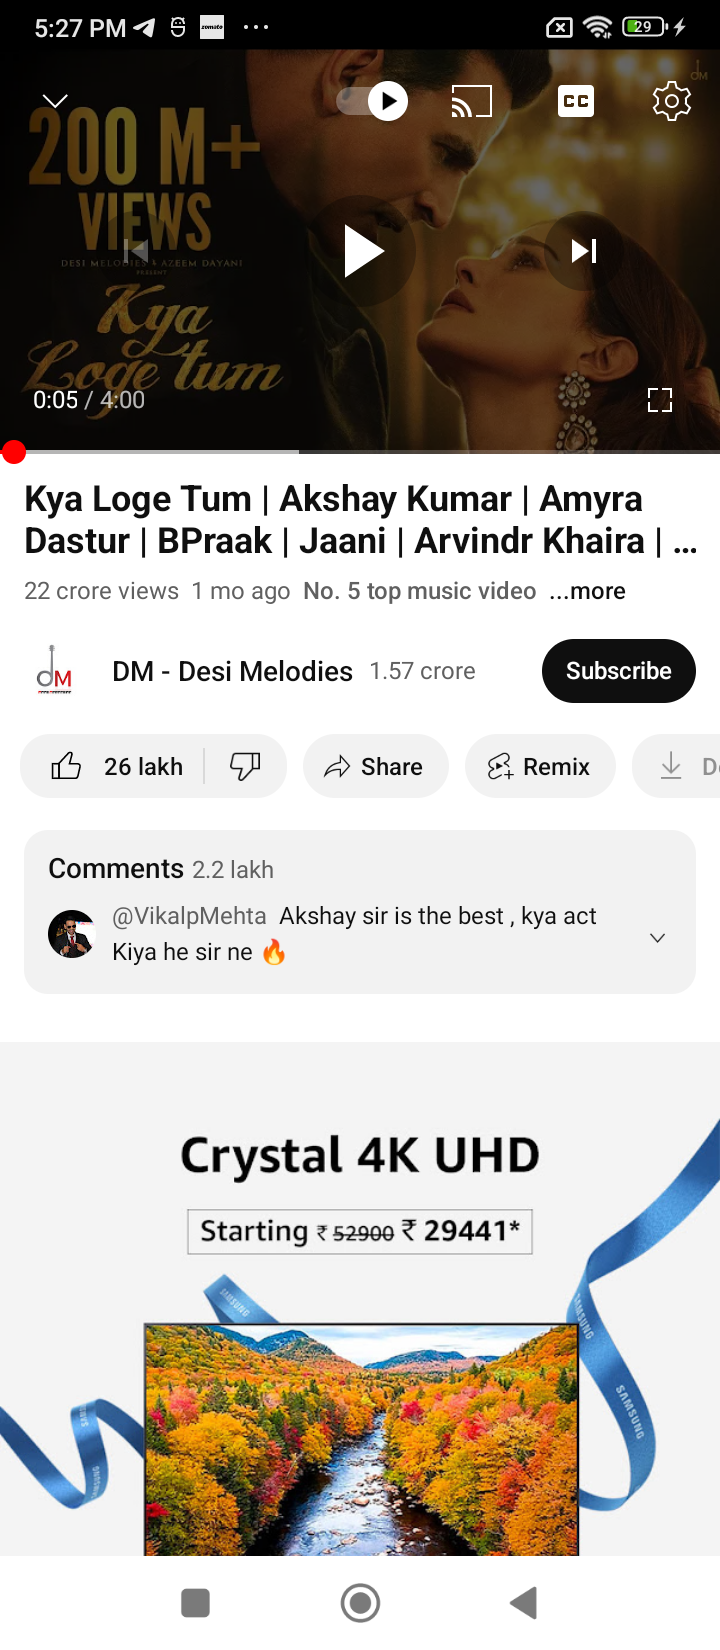 5:27 PM
zomato
29
dM
CC
200 M+
VIEWS
DESI MELODIES & AZEEM DAYANI
PRESENT
Kya
Loge tum
0:05 / 4:00
Kya Loge Tum | Akshay Kumar | Amyra
Dastur | BPraak | Jaani | Arvindr Khaira | ...
22 crore views 1 mo ago No. 5 top music video ...more
dM
DM - Desi Melodies 1.57 crore
Subscribe
26 lakh
Share
Remix
Comments 2.2 lakh
@VikalpMehta Akshay sir is the best , kya act
Kiya he sir ne 🔥
Crystal 4K UHD
Starting ₹ 52900 ₹ 29441*
SAMSUNG
SAMSUNG
SAMSUNG
SAMSUNG